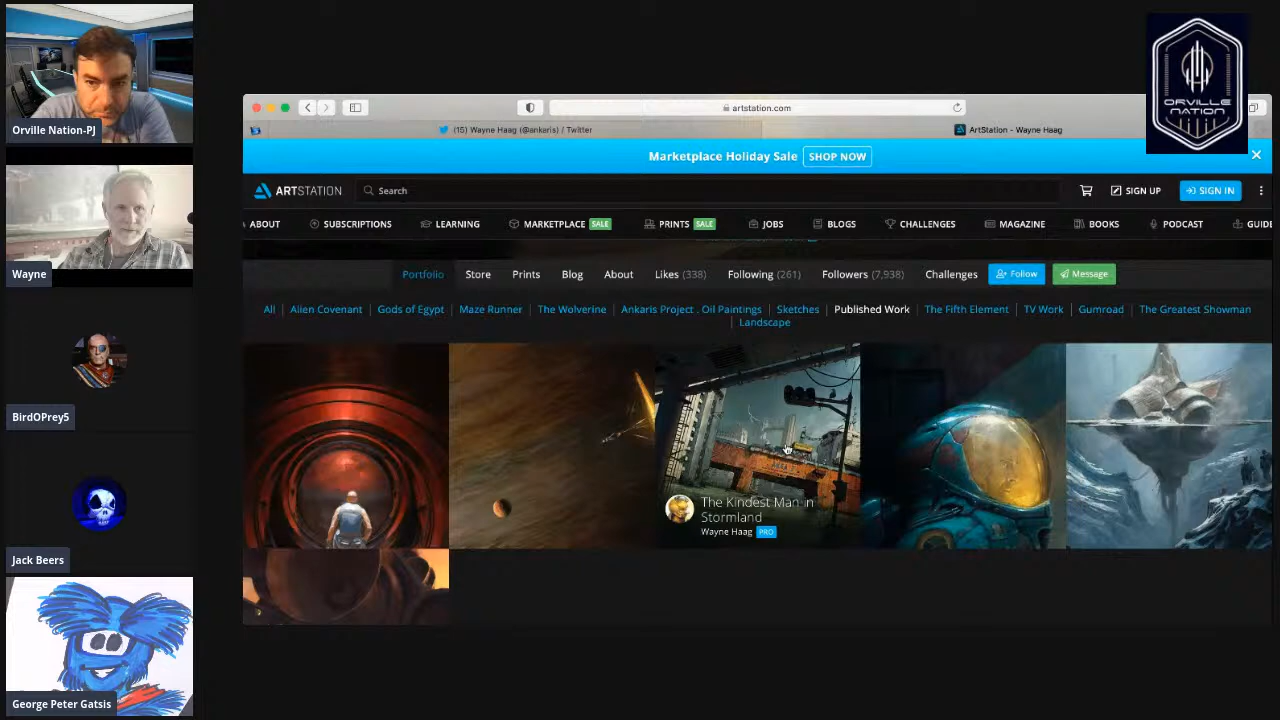 Orville Nation-PJ
Wayne
BirdOPrey5
Jack Beers
George Peter Gatsis
artstation.com
(15) Wayne Haag (@ankaris) / Twitter
ArtStation - Wayne Haag
ORVILLE
NATION
Marketplace Holiday Sale SHOP NOW
ARTSTATION Search SIGN UP SIGN IN
ABOUT SUBSCRIPTIONS LEARNING MARKETPLACE SALE PRINTS SALE JOBS BLOGS CHALLENGES MAGAZINE BOOKS PODCAST GUIDE
Portfolio Store Prints Blog About Likes (338) Following (261) Followers (7,938) Challenges Follow Message
All | Alien Covenant | Gods of Egypt | Maze Runner | The Wolverine | Ankaris Project . Oil Paintings | Sketches | Published Work | The Fifth Element | TV Work | Gumroad | The Greatest Showman
| Landscape
The Kindest Man in
Stormland
Wayne Haag PRO